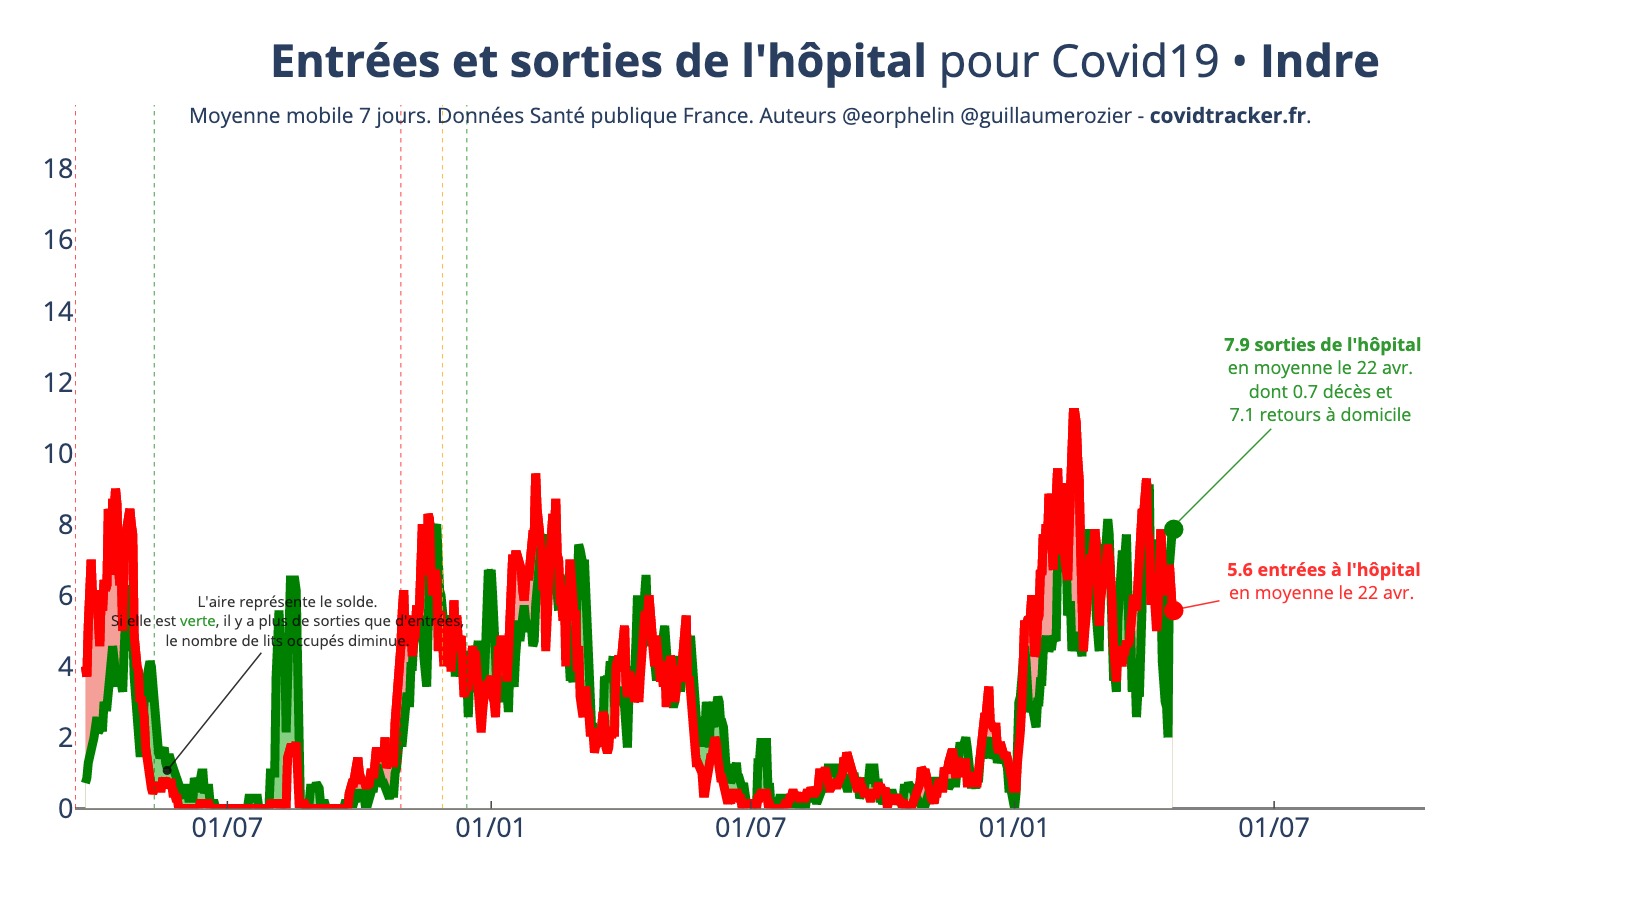 Entrées et sorties de l'hôpital pour Covid19 • Indre
Moyenne mobile 7 jours. Données Santé publique France. Auteurs @eorphelin @guillaumerozier - covidtracker.fr.
18
16
14
12
10
8
6
4
2
0
7.9 sorties de l'hôpital
en moyenne le 22 avr.
dont 0.7 décès et
7.1 retours à domicile
5.6 entrées à l'hôpital
en moyenne le 22 avr.
L'aire représente le solde.
Si elle est verte, il y a plus de sorties que d'entrées,
le nombre de lits occupés diminue.
01/07
01/01
01/07
01/01
01/07